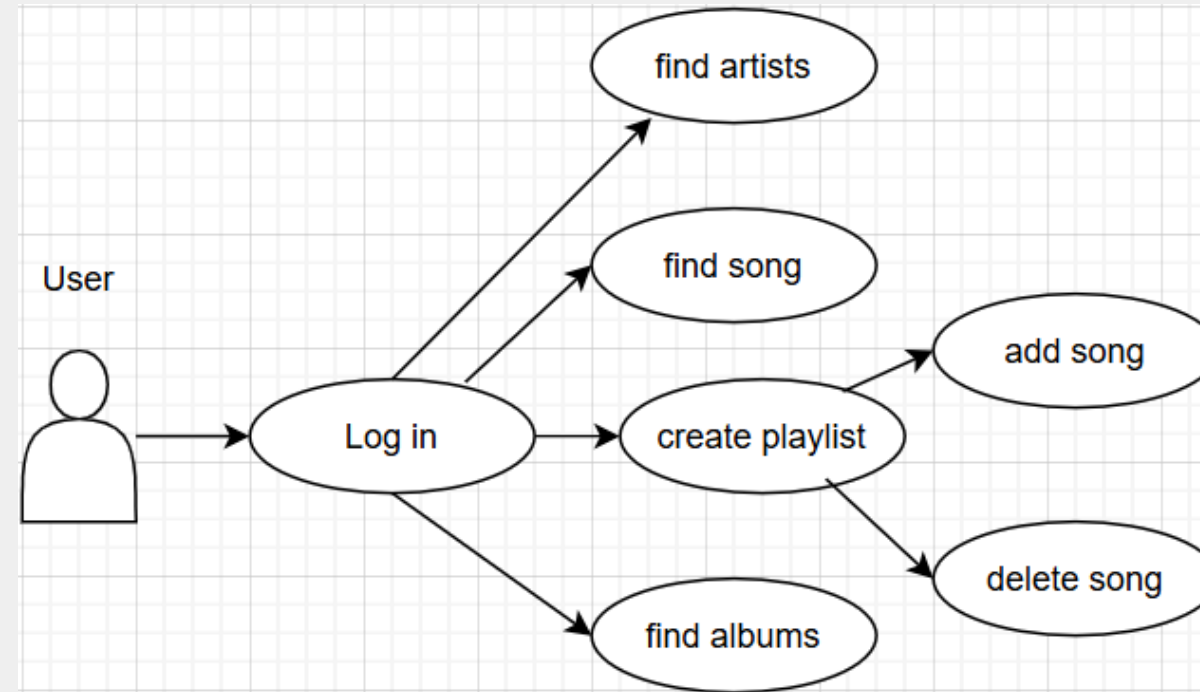 find artists
find song
User
add song
Log in
create playlist
delete song
find albums